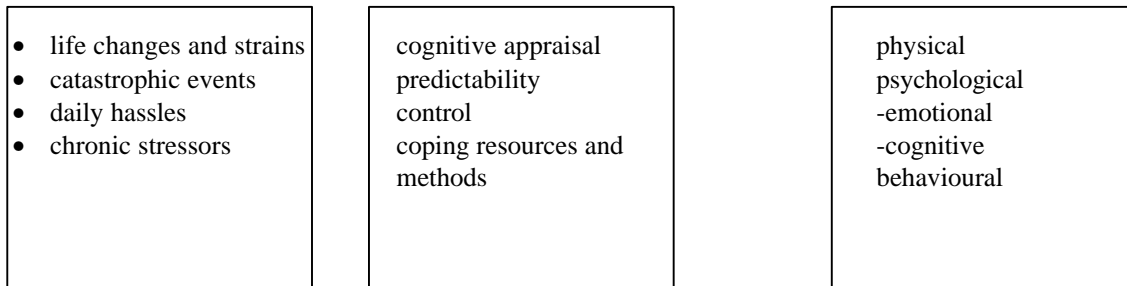 • life changes and strains
• catastrophic events
• daily hassles
• chronic stressors
cognitive appraisal
predictability
control
coping resources and
methods
physical
psychological
-emotional
-cognitive
behavioural